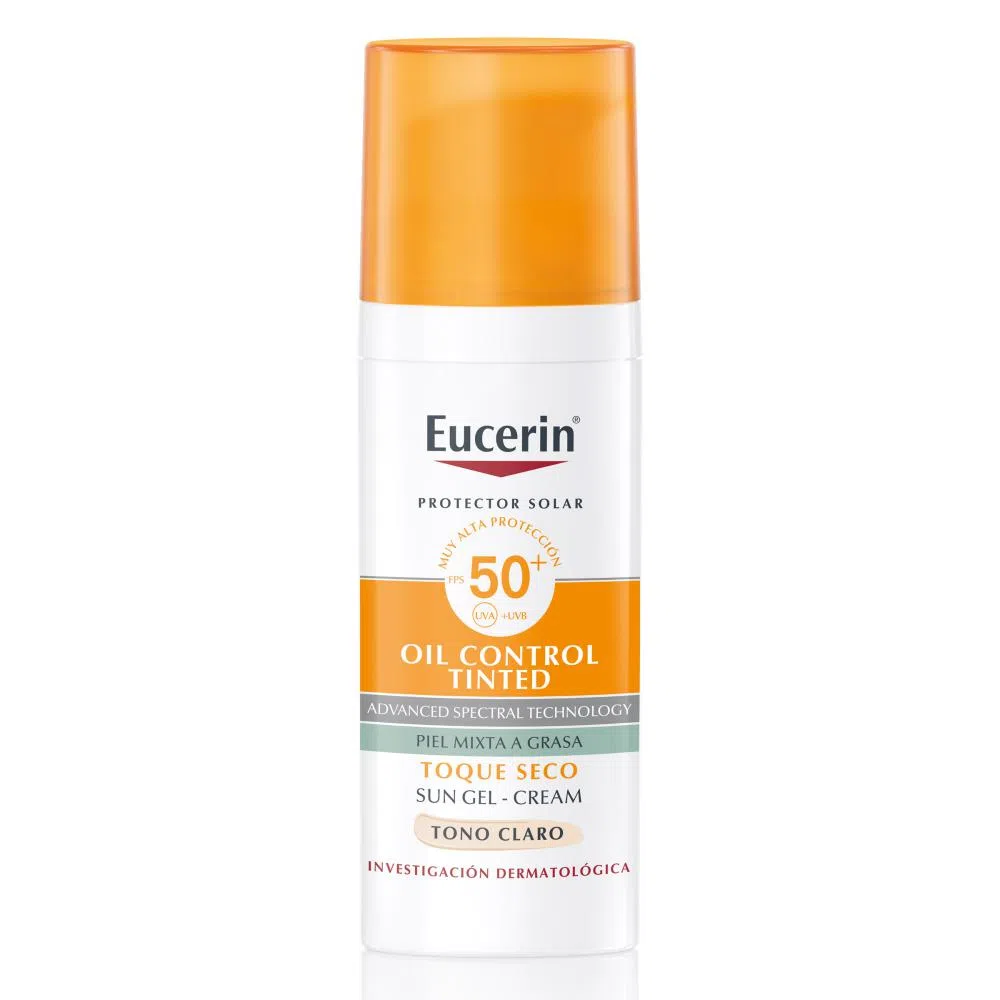 Eucerin®
PROTECTOR SOLAR
MUY ALTA PROTECCIÓN
FPS 50+
UVA +UVB
OIL CONTROL
TINTED
ADVANCED SPECTRAL TECHNOLOGY
PIEL MIXTA A GRASA
TOQUE SECO
SUN GEL - CREAM
TONO CLARO
INVESTIGACIÓN DERMATOLÓGICA